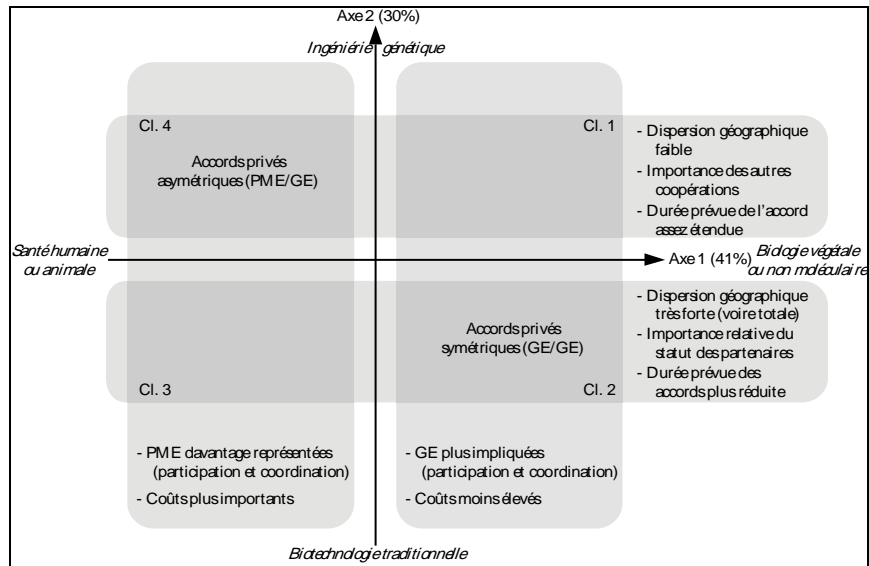 Axe 2 (30%)
Ingéniérie génétique
Cl. 4
Accords privés
asymétriques (PME/GE)
Cl. 1
- Dispersion géographique
faible
- Importance des autres
coopérations
- Durée prévue de l'accord
assez étendue
Santé humaine
ou animale
Axe 1 (41%)
Biologie végétale
ou non moléculaire
Accords privés
symétriques (GE/GE)
- Dispersion géographique
très forte (voire totale)
- Importance relative du
statut des partenaires
- Durée prévue des
accords plus réduite
Cl. 3
Cl. 2
- PME davantage représentées
(participation et coordination)
- Coûts plus importants
- GE plus impliquées
(participation et coordination)
- Coûts moins élevés
Biotechnologie traditionnelle